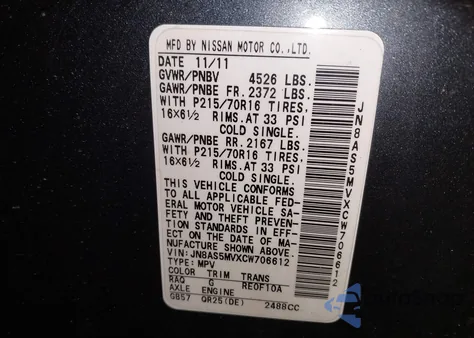 MFD BY NISSAN MOTOR CO.,LTD.
DATE 11/11
GVWR/PNBV 4526 LBS.
GAWR/PNBE FR. 2372 LBS.
WITH P215/70R16 TIRES,
16X6½ RIMS.AT 33 PSI
COLD SINGLE.
GAWR/PNBE RR. 2167 LBS.
WITH P215/70R16 TIRES,
16X6½ RIMS.AT 33 PSI
COLD SINGLE.
THIS VEHICLE CONFORMS
TO ALL APPLICABLE FED-
ERAL MOTOR VEHICLE SA-
FETY AND THEFT PREVEN-
TION STANDARDS IN EFF-
ECT ON THE DATE OF MA-
NUFACTURE SHOWN ABOVE.
VIN:JN8AS5MVXCW706612
TYPE: MPV
COLOR TRIM TRANS
RAQ G RE0F10A
AXLE ENGINE
GB57 QR25(DE) 2488CC
JN8AS5MVXCW706612